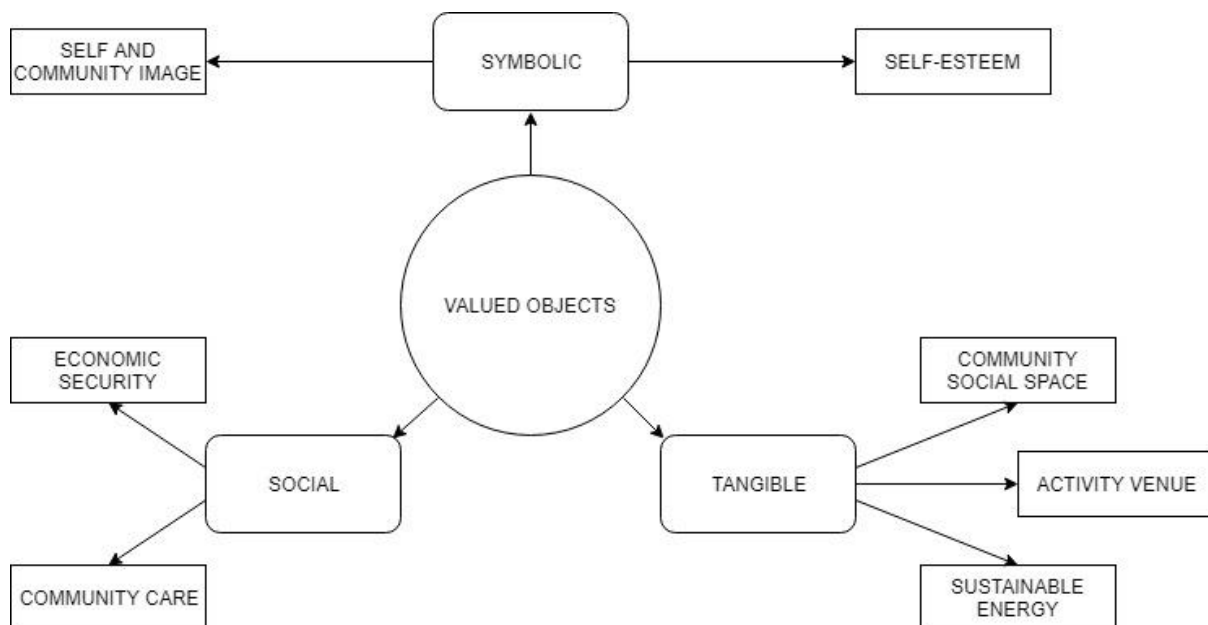 SELF AND
COMMUNITY IMAGE
SYMBOLIC
SELF-ESTEEM
VALUED OBJECTS
ECONOMIC
SECURITY
COMMUNITY
SOCIAL SPACE
SOCIAL
TANGIBLE
ACTIVITY VENUE
COMMUNITY CARE
SUSTAINABLE
ENERGY